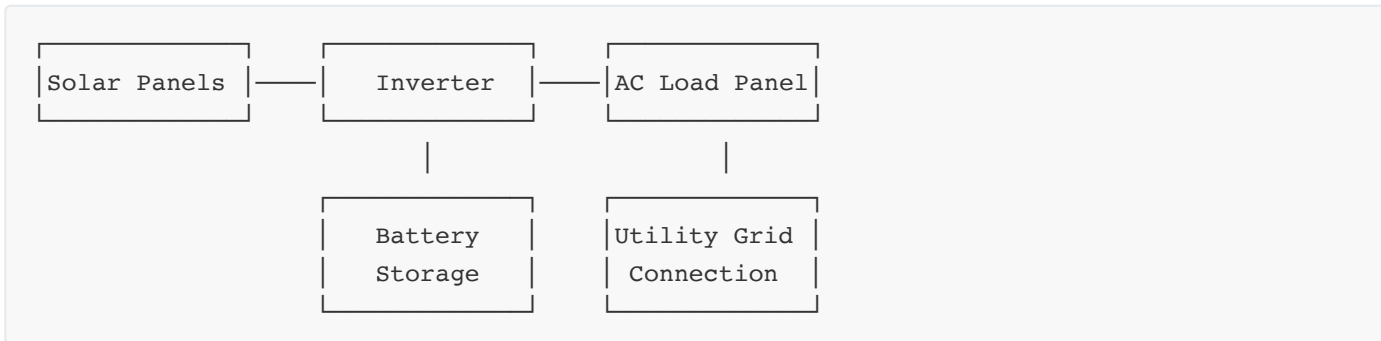 Solar Panels Inverter AC Load Panel
Battery Utility Grid
Storage Connection